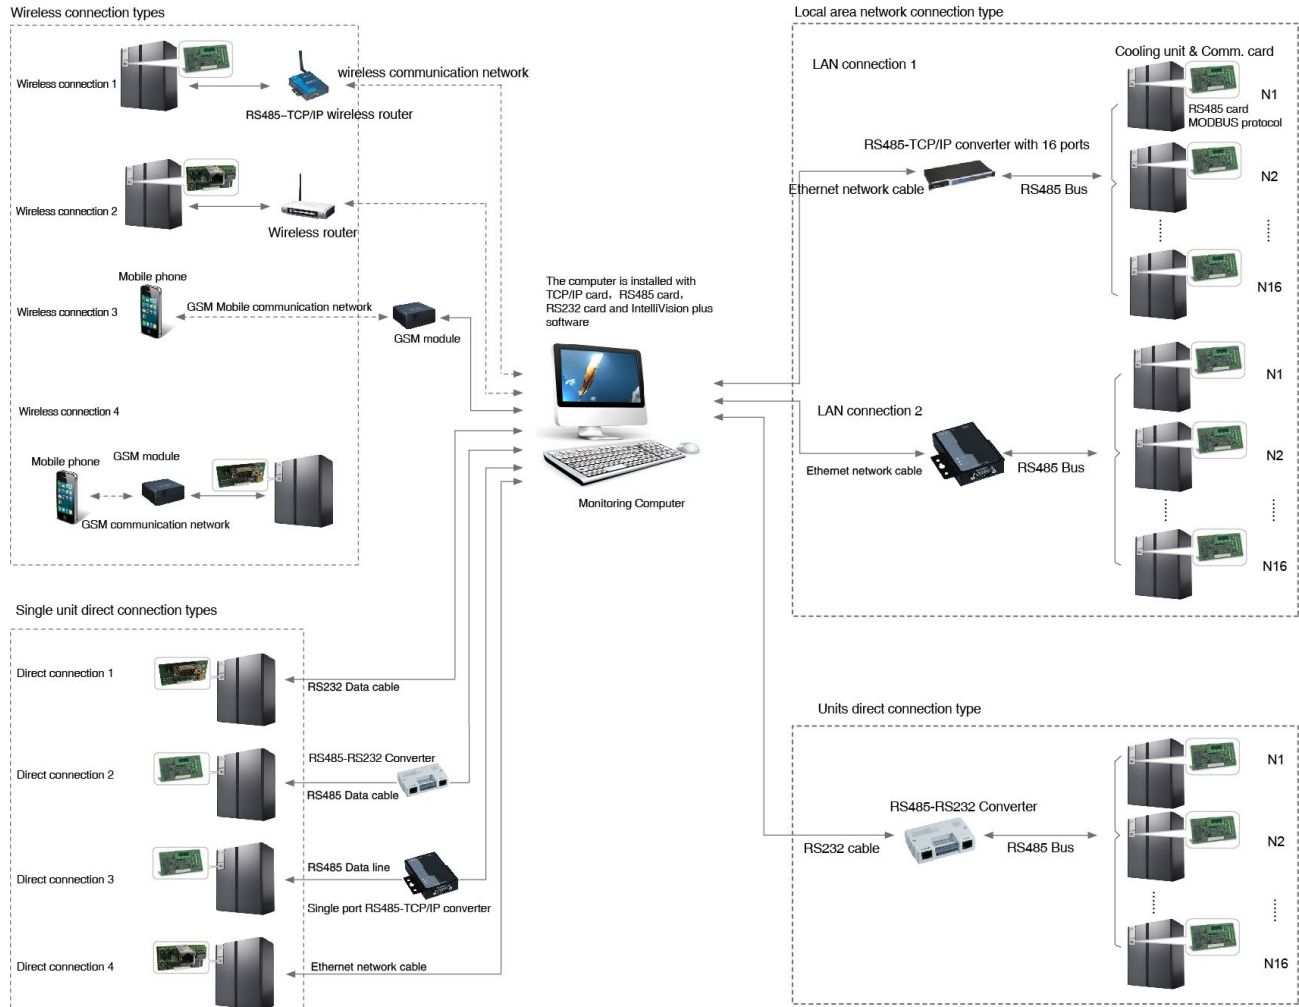 Wireless connection types
Wireless connection 1
wireless communication network
RS485-TCP/IP wireless router
Wireless connection 2
Wireless router
Mobile phone
Wireless connection 3
GSM Mobile communication network
GSM module
Wireless connection 4
Mobile phone
GSM module
GSM communication network
The computer is installed with
TCP/IP card, RS485 card,
RS232 card and IntelliVision plus
software
Monitoring Computer
Single unit direct connection types
Direct connection 1
RS232 Data cable
Direct connection 2
RS485-RS232 Converter
RS485 Data cable
Direct connection 3
RS485 Data line
Single port RS485-TCP/IP converter
Direct connection 4
Ethernet network cable
Local area network connection type
LAN connection 1
Cooling unit & Comm. card
N1
RS485 card
MODBUS protocol
RS485-TCP/IP converter with 16 ports
Ethernet network cable
RS485 Bus
N2
N16
LAN connection 2
Ethernet network cable
RS485 Bus
N1
N2
N16
Units direct connection type
RS485-RS232 Converter
RS232 cable
RS485 Bus
N1
N2
N16